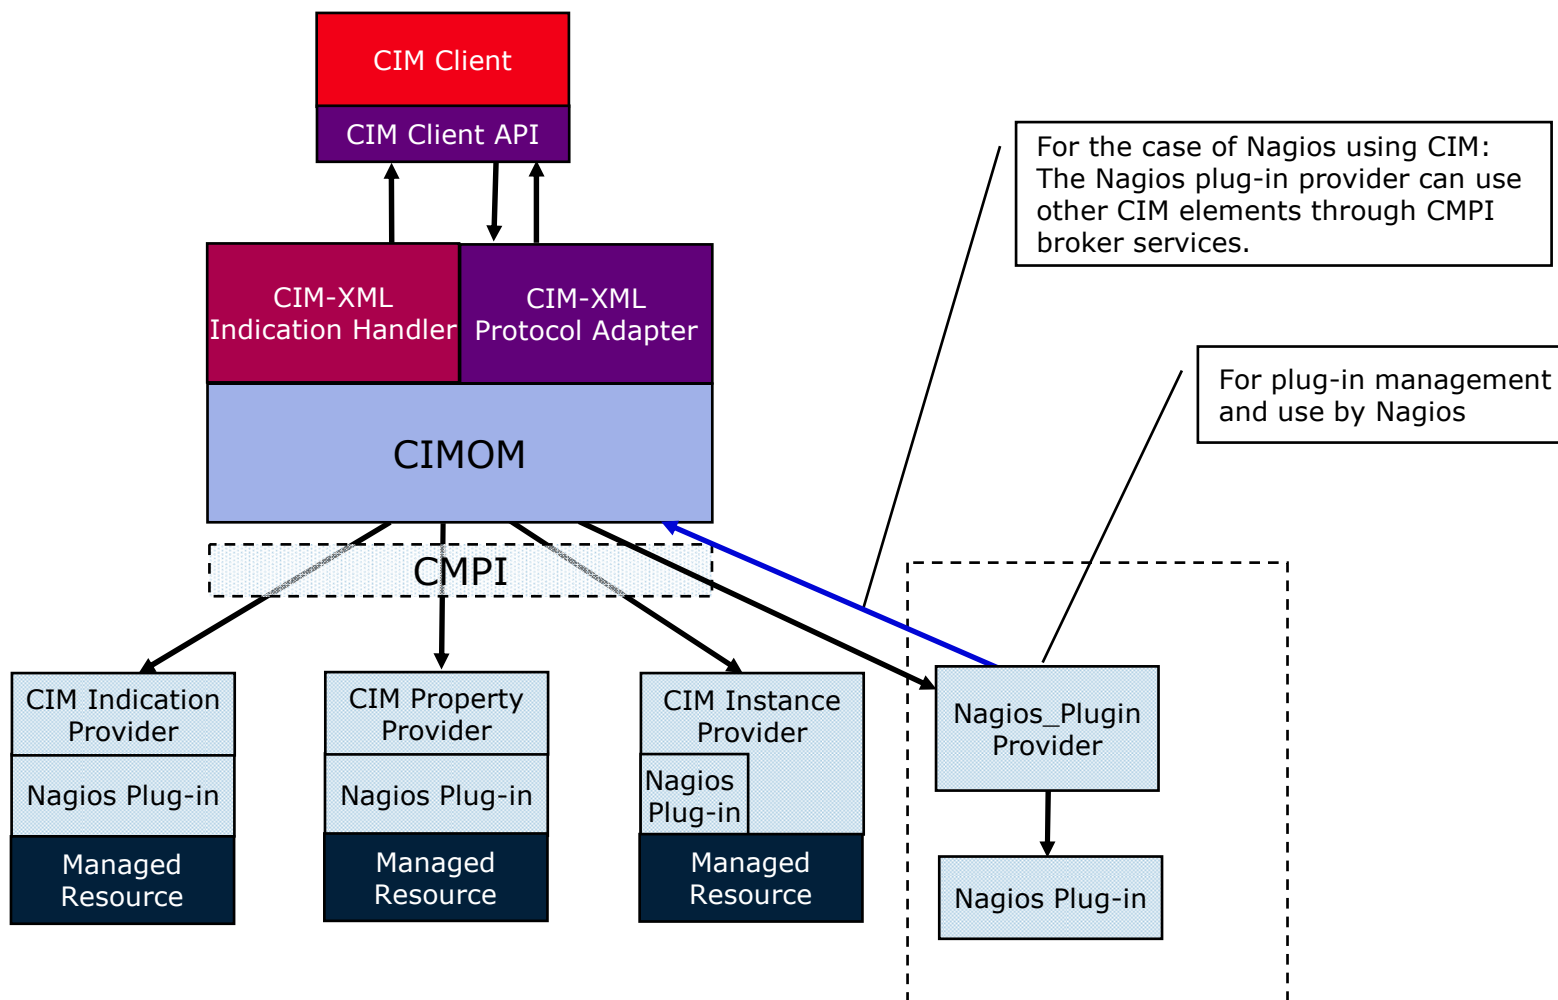 CIM Client
CIM Client API
For the case of Nagios using CIM:
The Nagios plug-in provider can use
other CIM elements through CMPI
broker services.
CIM-XML
Indication Handler
CIM-XML
Protocol Adapter
For plug-in management
and use by Nagios
CIMOM
CMPI
CIM Indication
Provider
Nagios Plug-in
Managed
Resource
CIM Property
Provider
Nagios Plug-in
Managed
Resource
CIM Instance
Provider
Nagios
Plug-in
Managed
Resource
Nagios_Plugin
Provider
Nagios Plug-in